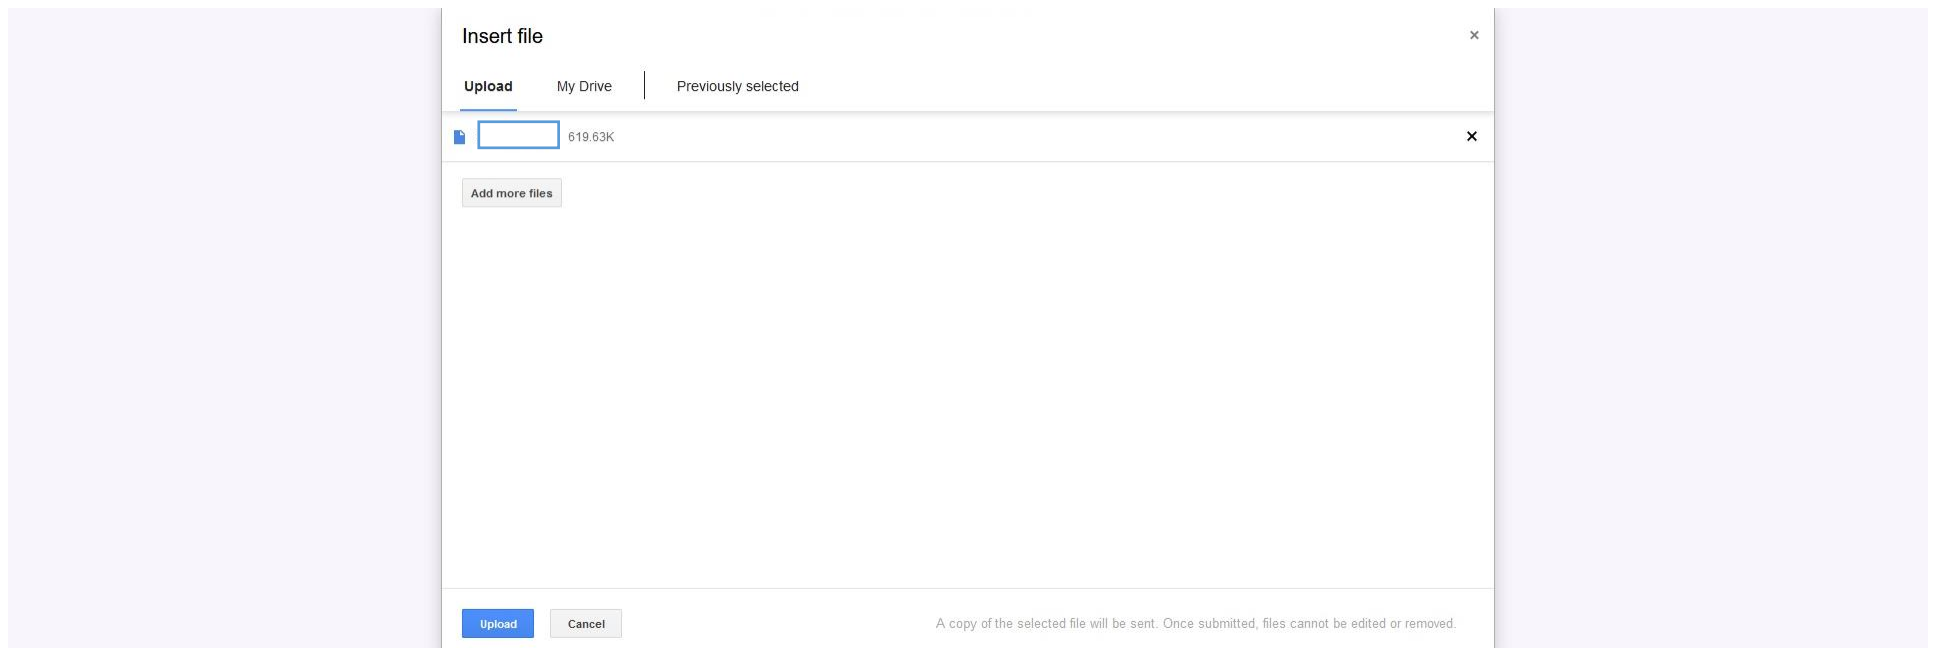 Insert file
×
Upload My Drive Previously selected
619.63K ×
Add more files
Upload Cancel A copy of the selected file will be sent. Once submitted, files cannot be edited or removed.